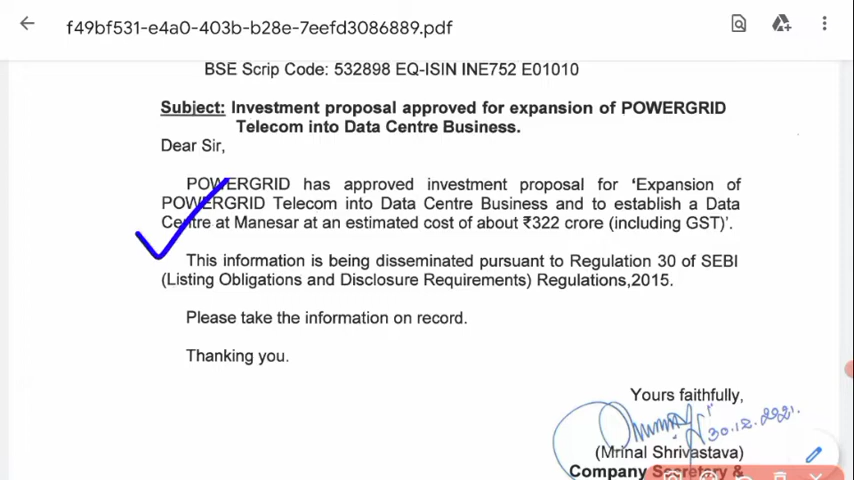 f49bf531-e4a0-403b-b28e-7eefd3086889.pdf
BSE Scrip Code: 532898 EQ-ISIN INE752 E01010
Subject: Investment proposal approved for expansion of POWERGRID
Telecom into Data Centre Business.
Dear Sir,
POWERGRID has approved investment proposal for 'Expansion of
POWERGRID Telecom into Data Centre Business and to establish a Data
Centre at Manesar at an estimated cost of about ₹322 crore (including GST)'.
This information is being disseminated pursuant to Regulation 30 of SEBI
(Listing Obligations and Disclosure Requirements) Regulations,2015.
Please take the information on record.
Thanking you.
Yours faithfully,
30.12.2021.
(Mrinal Shrivastava)
Company Secretary &